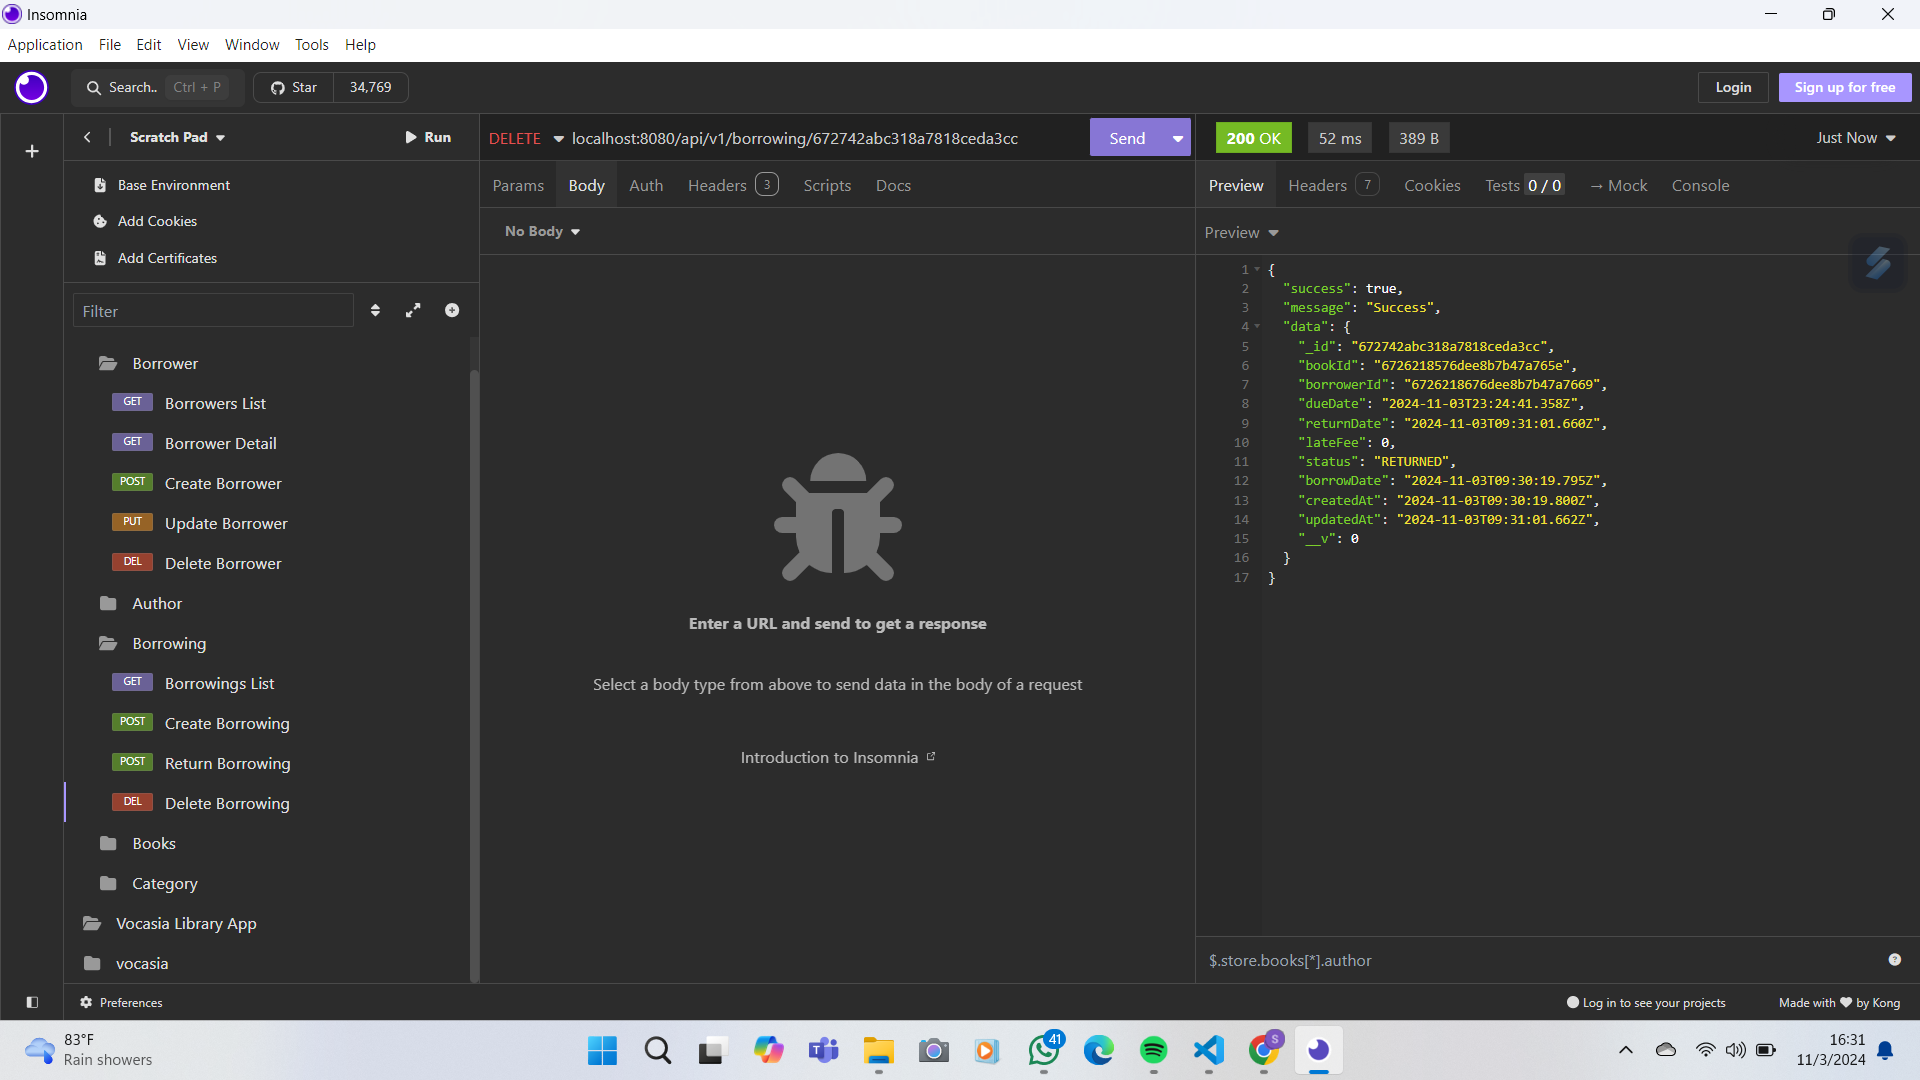 Insomnia
Application File Edit View Window Tools Help
Search.. Ctrl + P Star 34,769 Login Sign up for free
Scratch Pad Run
Base Environment
Add Cookies
Add Certificates
Filter
Borrower
GET Borrowers List
GET Borrower Detail
POST Create Borrower
PUT Update Borrower
DEL Delete Borrower
Author
Borrowing
GET Borrowings List
POST Create Borrowing
POST Return Borrowing
DEL Delete Borrowing
Books
Category
Vocasia Library App
vocasia
DELETE localhost:8080/api/v1/borrowing/672742abc318a7818ceda3cc Send
Params Body Auth Headers 3 Scripts Docs
No Body
Enter a URL and send to get a response
Select a body type from above to send data in the body of a request
Introduction to Insomnia
200 OK 52 ms 389 B Just Now
Preview Headers 7 Cookies Tests 0 / 0 → Mock Console
Preview
1 {
2 "success": true,
3 "message": "Success",
4 "data": {
5 "_id": "672742abc318a7818ceda3cc",
6 "bookId": "6726218576dee8b7b47a765e",
7 "borrowerId": "6726218676dee8b7b47a7669",
8 "dueDate": "2024-11-03T23:24:41.358Z",
9 "returnDate": "2024-11-03T09:31:01.660Z",
10 "lateFee": 0,
11 "status": "RETURNED",
12 "borrowDate": "2024-11-03T09:30:19.795Z",
13 "createdAt": "2024-11-03T09:30:19.800Z",
14 "updatedAt": "2024-11-03T09:31:01.662Z",
15 "__v": 0
16 }
17 }
$.store.books[*].author
Preferences Log in to see your projects Made with ❤ by Kong
83°F
Rain showers
41
S
16:31
11/3/2024